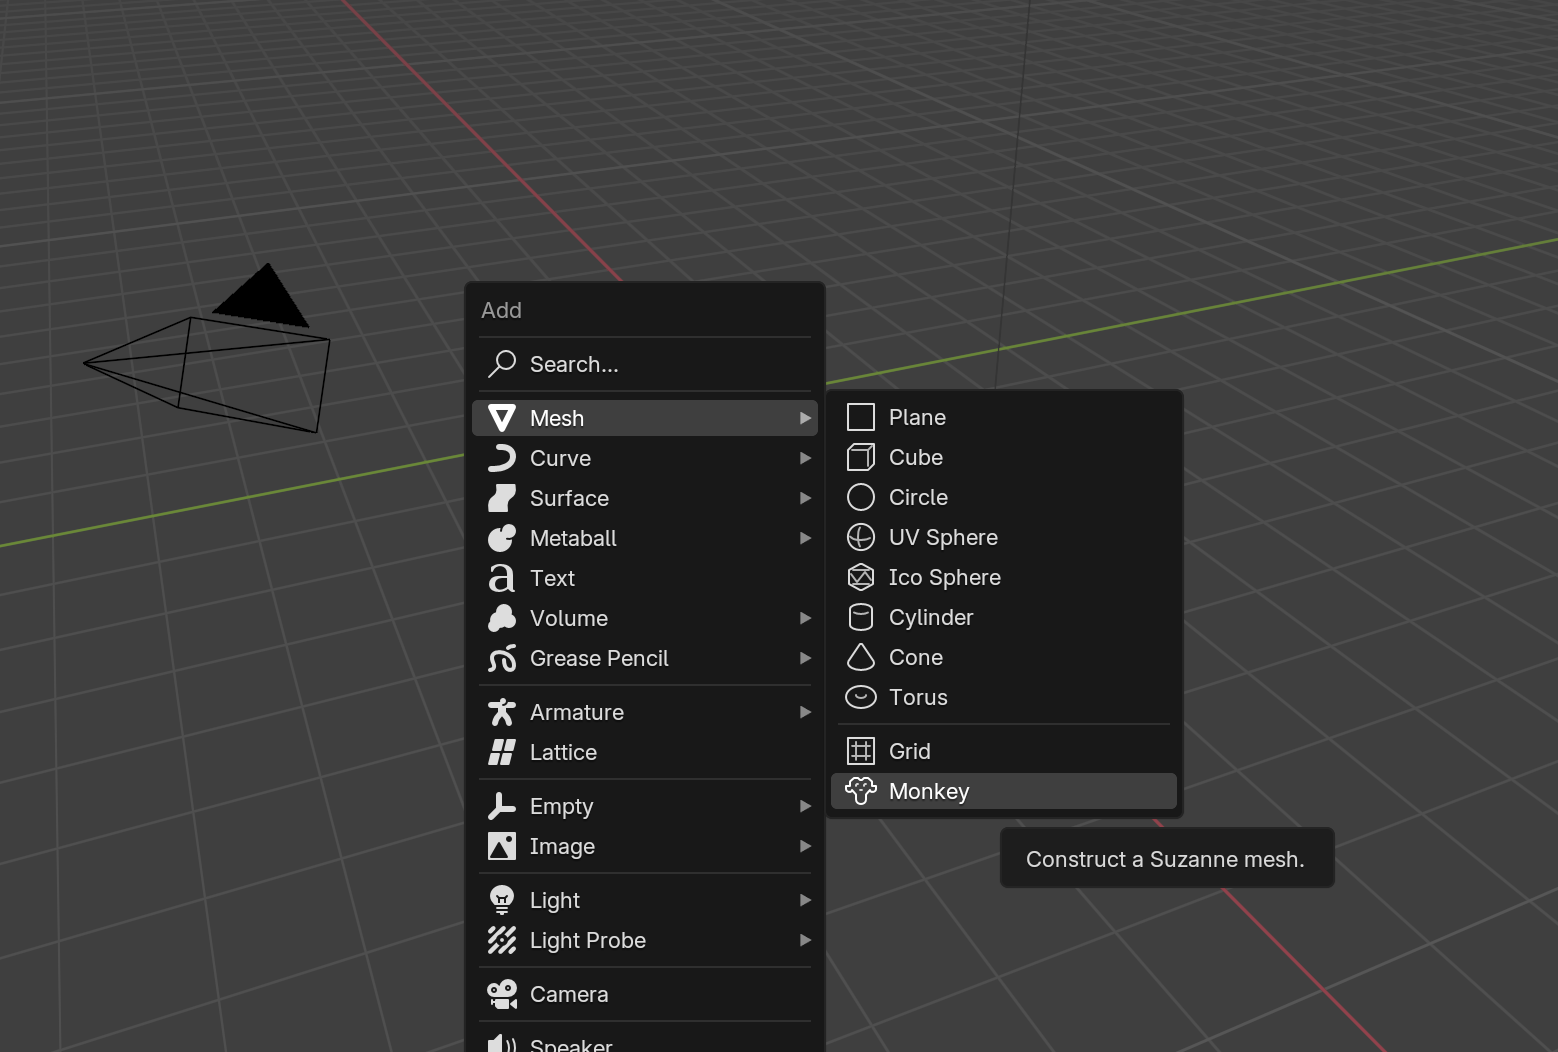 Add
Search...
Mesh
Curve
Surface
Metaball
Text
Volume
Grease Pencil
Armature
Lattice
Empty
Image
Light
Light Probe
Camera
Speaker
Plane
Cube
Circle
UV Sphere
Ico Sphere
Cylinder
Cone
Torus
Grid
Monkey
Construct a Suzanne mesh.